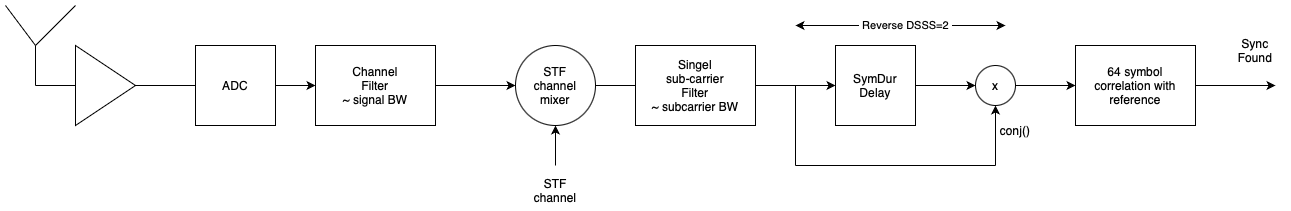 Reverse DSSS=2
ADC
Channel
Filter
~ signal BW
STF
channel
mixer
STF
channel
Singel
sub-carrier
Filter
~ subcarrier BW
SymDur
Delay
x
conj()
64 symbol
correlation with
reference
Sync
Found